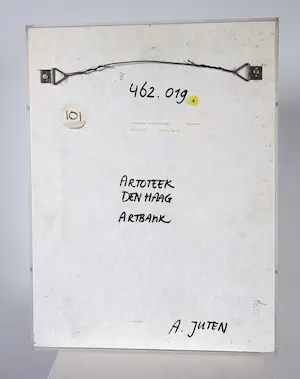 462.019
101
ARTOTEEK
DEN HAAG
ARTBANK
A. JUTEN